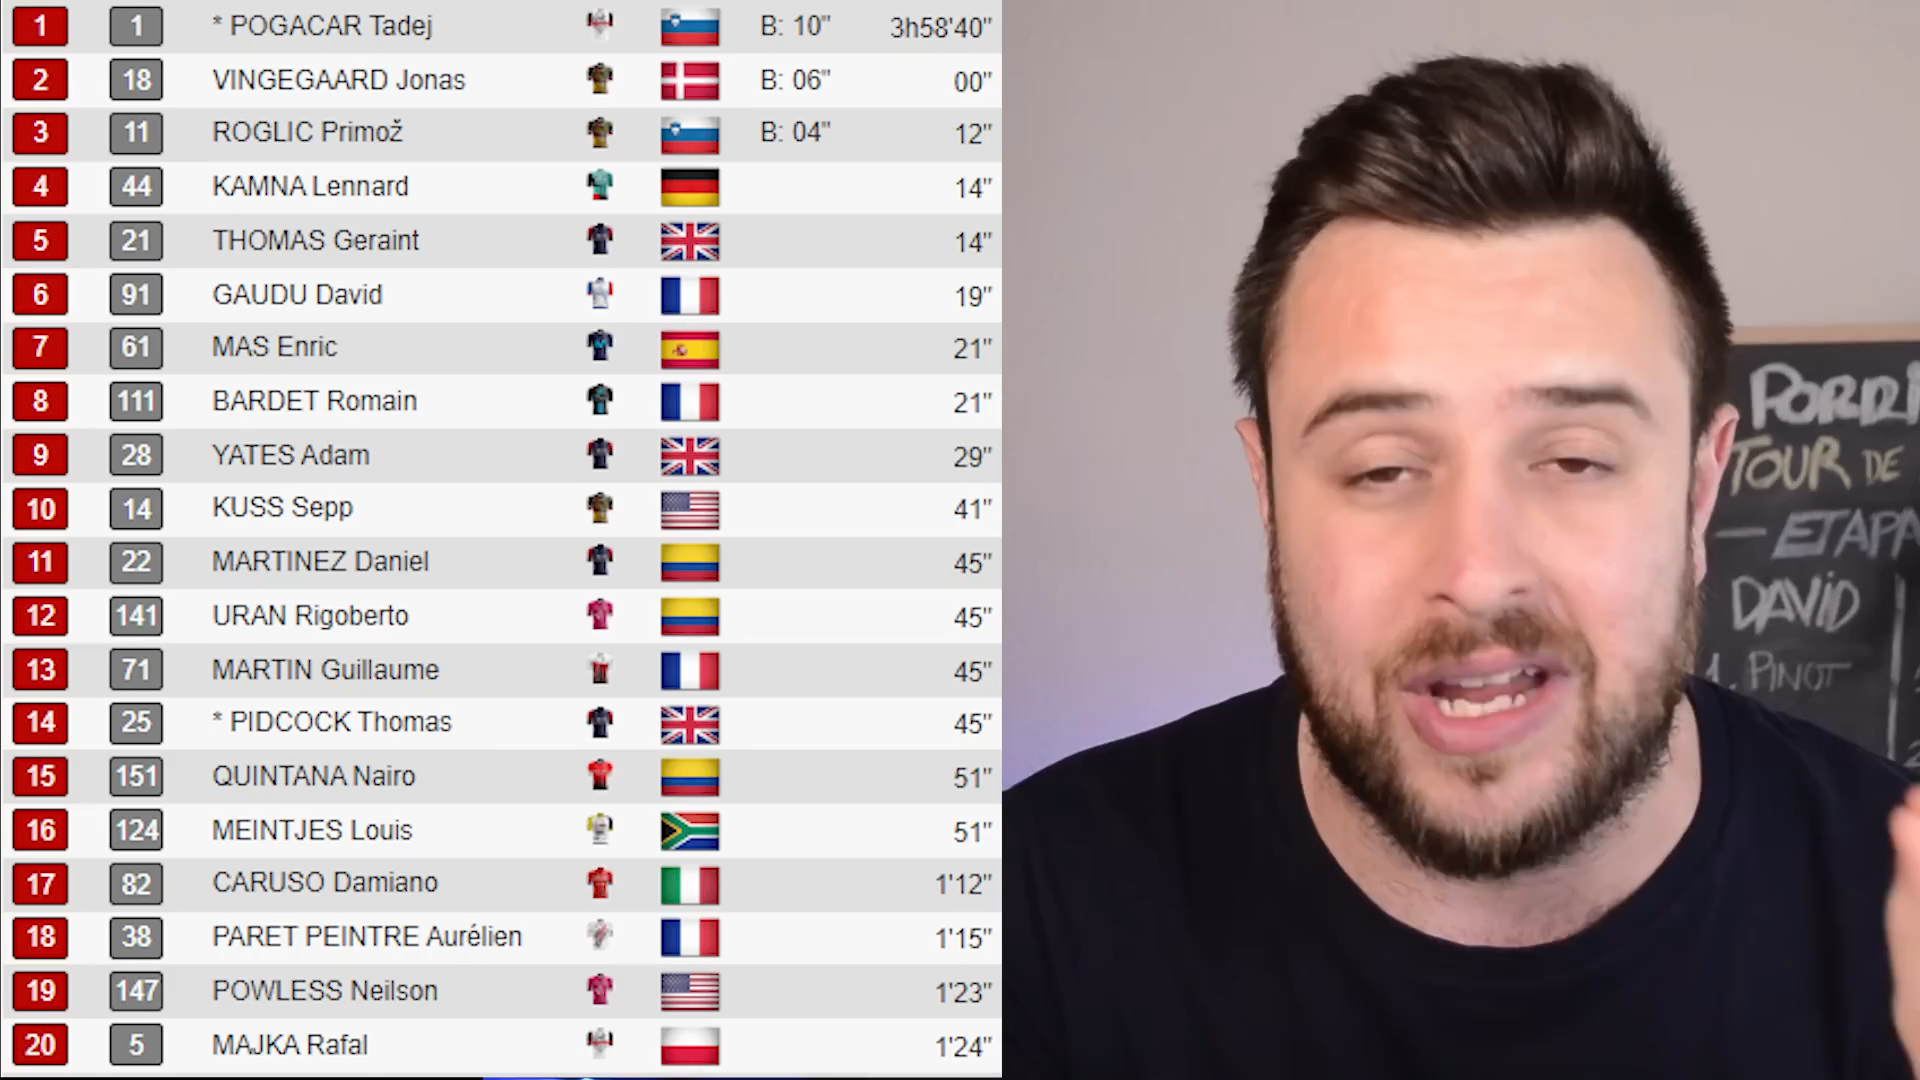 1 1 * POGACAR Tadej B: 10" 3h58'40"
2 18 VINGEGAARD Jonas B: 06" 00"
3 11 ROGLIC Primož B: 04" 12"
4 44 KAMNA Lennard 14"
5 21 THOMAS Geraint 14"
6 91 GAUDU David 19"
7 61 MAS Enric 21"
8 111 BARDET Romain 21"
9 28 YATES Adam 29"
10 14 KUSS Sepp 41"
11 22 MARTINEZ Daniel 45"
12 141 URAN Rigoberto 45"
13 71 MARTIN Guillaume 45"
14 25 * PIDCOCK Thomas 45"
15 151 QUINTANA Nairo 51"
16 124 MEINTJES Louis 51"
17 82 CARUSO Damiano 1'12"
18 38 PARET PEINTRE Aurélien 1'15"
19 147 POWLESS Neilson 1'23"
20 5 MAJKA Rafal 1'24"
PORRI
TOUR DE
- ETAPA
DAVID
1. PINOT